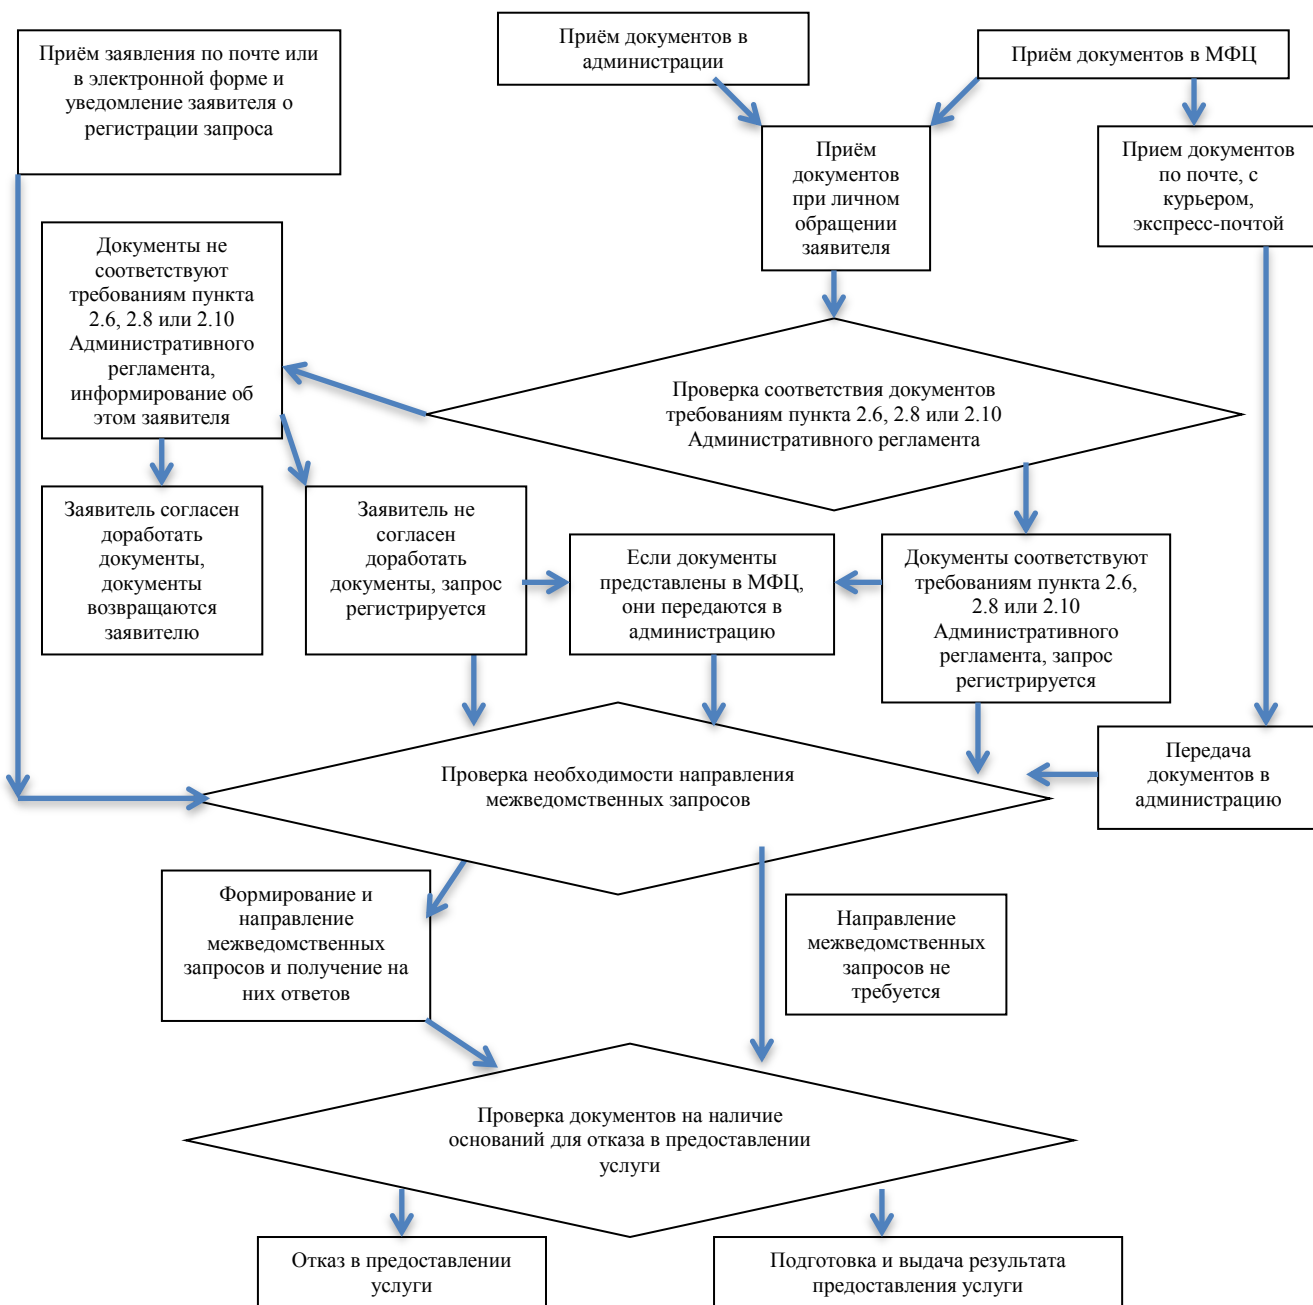 Приём заявления по почте или
в электронной форме и
уведомление заявителя о
регистрации запроса
Приём документов в
администрации
Приём документов в МФЦ
Приём
документов
при личном
обращении
заявителя
Прием документов
по почте, с
курьером,
экспресс-почтой
Документы не
соответствуют
требованиям пункта
2.6, 2.8 или 2.10
Административного
регламента,
информирование об
этом заявителя
Проверка соответствия документов
требованиям пункта 2.6, 2.8 или 2.10
Административного регламента
Заявитель согласен
доработать
документы,
документы
возвращаются
заявителю
Заявитель не
согласен
доработать
документы, запрос
регистрируется
Если документы
представлены в МФЦ,
они передаются в
администрацию
Документы соответствуют
требованиям пункта 2.6,
2.8 или 2.10
Административного
регламента, запрос
регистрируется
Передача
документов в
администрацию
Проверка необходимости направления
межведомственных запросов
Формирование и
направление
межведомственных
запросов и получение на
них ответов
Направление
межведомственных
запросов не
требуется
Проверка документов на наличие
оснований для отказа в предоставлении
услуги
Отказ в предоставлении
услуги
Подготовка и выдача результата
предоставления услуги